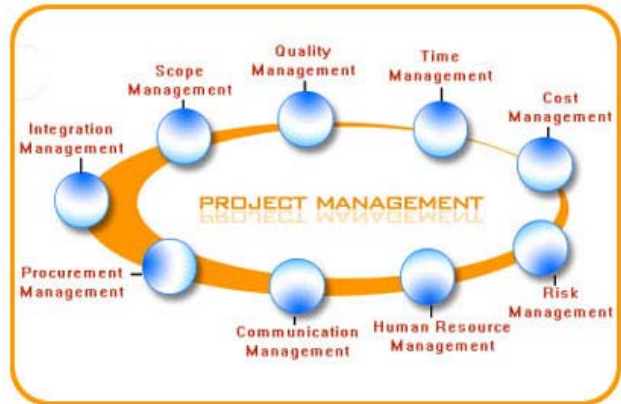 Quality
Management
Time
Management
Scope
Management
Cost
Management
Integration
Management
PROJECT MANAGEMENT
Procurement
Management
Risk
Management
Communication
Management
Human Resource
Management